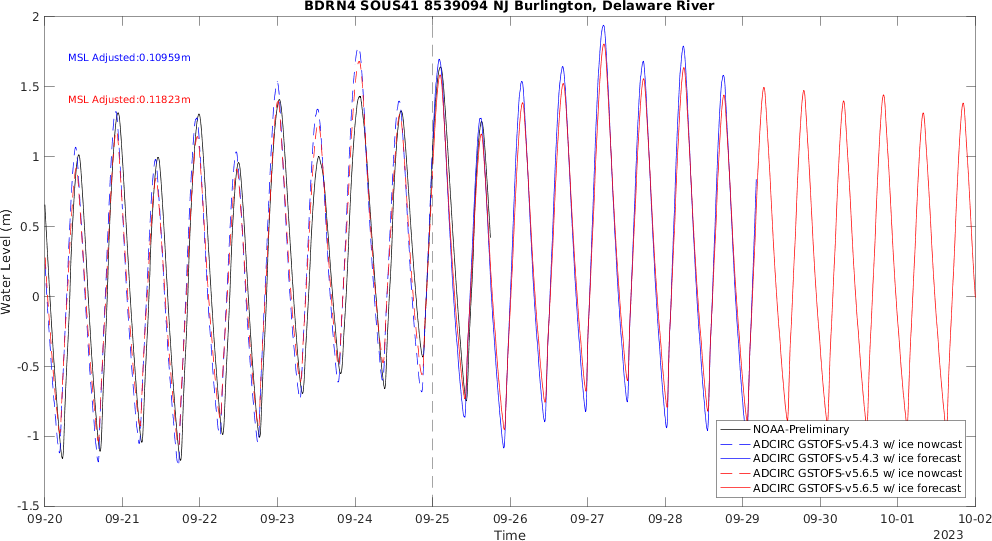 BDRN4 SOUS41 8539094 NJ Burlington, Delaware River
2
1.5
1
0.5
0
-0.5
-1
-1.5
Water Level (m)
MSL Adjusted:0.10959m
MSL Adjusted:0.11823m
NOAA-Preliminary
ADCIRC GSTOFS-v5.4.3 w/ ice nowcast
ADCIRC GSTOFS-v5.4.3 w/ ice forecast
ADCIRC GSTOFS-v5.6.5 w/ ice nowcast
ADCIRC GSTOFS-v5.6.5 w/ ice forecast
09-20 09-21 09-22 09-23 09-24 09-25 09-26 09-27 09-28 09-29 09-30 10-01 10-02
Time
2023